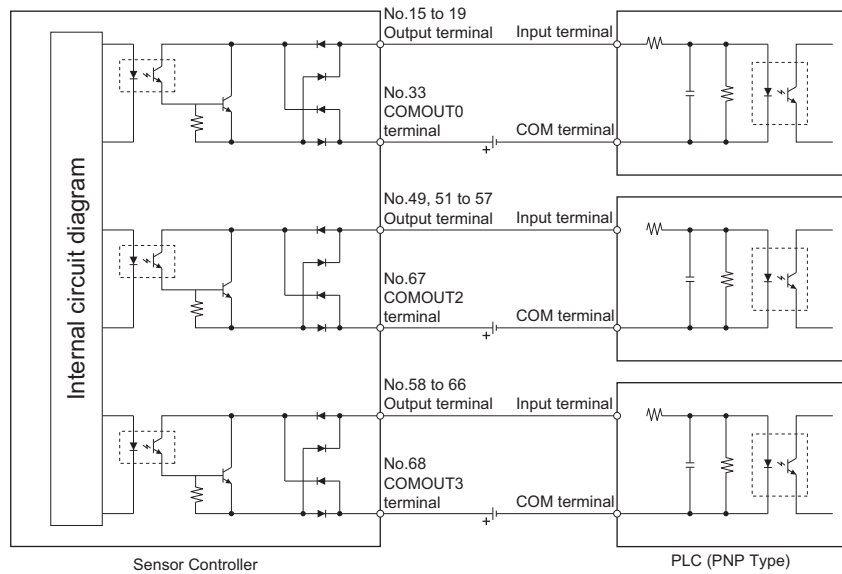 Internal circuit diagram
No.15 to 19
Output terminal
Input terminal
No.33
COMOUT0
terminal
+
COM terminal
No.49, 51 to 57
Output terminal
Input terminal
No.67
COMOUT2
terminal
+
COM terminal
No.58 to 66
Output terminal
Input terminal
No.68
COMOUT3
terminal
+
COM terminal
Sensor Controller
PLC (PNP Type)